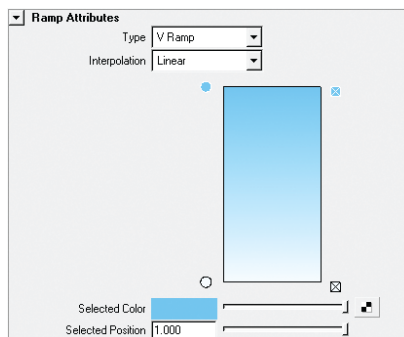 Ramp Attributes
Type V Ramp
Interpolation Linear
Selected Color
Selected Position 1.000